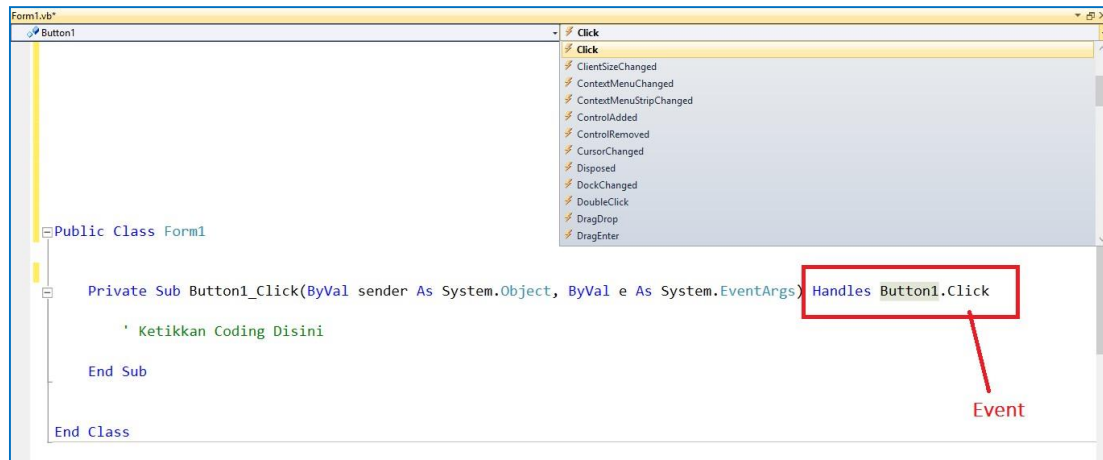 Form1.vb*
Button1
Click
Click
ClientSizeChanged
ContextMenuChanged
ContextMenuStripChanged
ControlAdded
ControlRemoved
CursorChanged
Disposed
DockChanged
DoubleClick
DragDrop
DragEnter
Public Class Form1
Private Sub Button1_Click(ByVal sender As System.Object, ByVal e As System.EventArgs) Handles Button1.Click
' Ketikkan Coding Disini
End Sub
Event
End Class